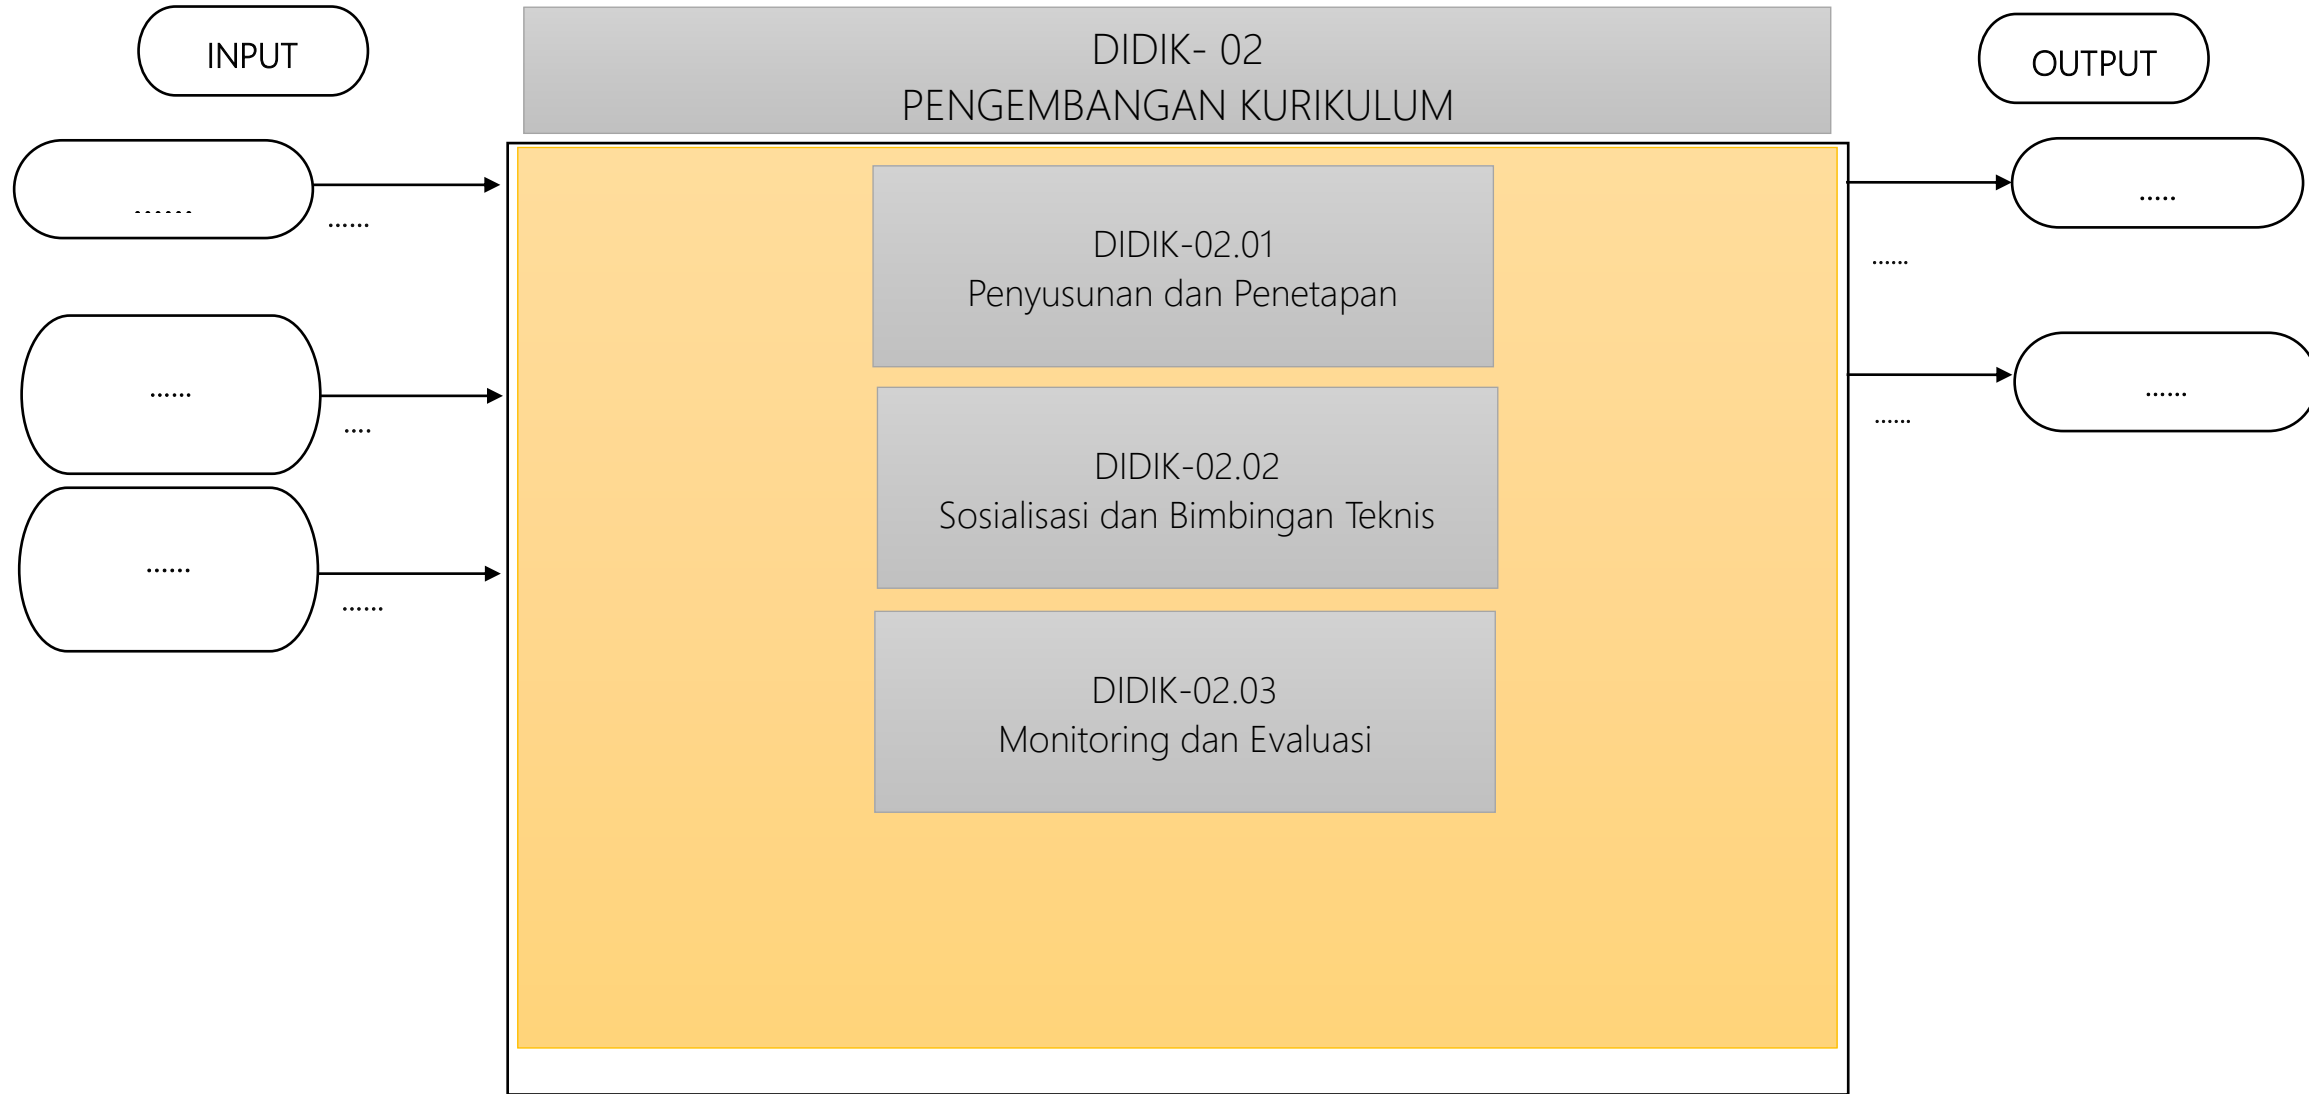 INPUT
DIDIK- 02
PENGEMBANGAN KURIKULUM
OUTPUT
......
......
......
....
......
......
DIDIK-02.01
Penyusunan dan Penetapan
DIDIK-02.02
Sosialisasi dan Bimbingan Teknis
DIDIK-02.03
Monitoring dan Evaluasi
.....
......
......
......